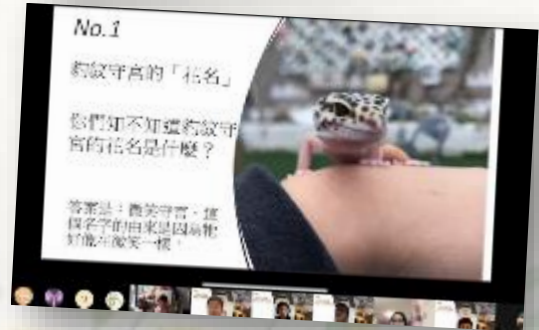 No.1
豹紋守宮的「花名」
你們知不知道豹紋守
宮的花名是什麼？
答案是：微笑守宮，這
個名字的由來是因為牠
好像在微笑一樣。